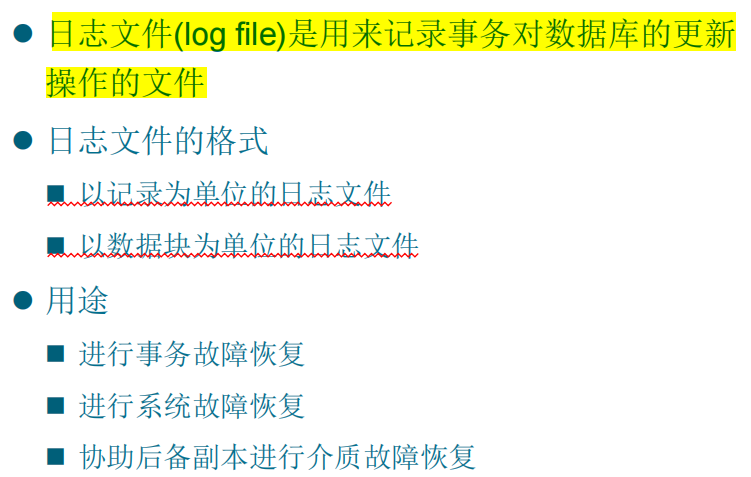 日志文件(log file)是用来记录事务对数据库的更新
操作的文件
日志文件的格式
以记录为单位的日志文件
以数据块为单位的日志文件
用途
进行事务故障恢复
进行系统故障恢复
协助后备副本进行介质故障恢复